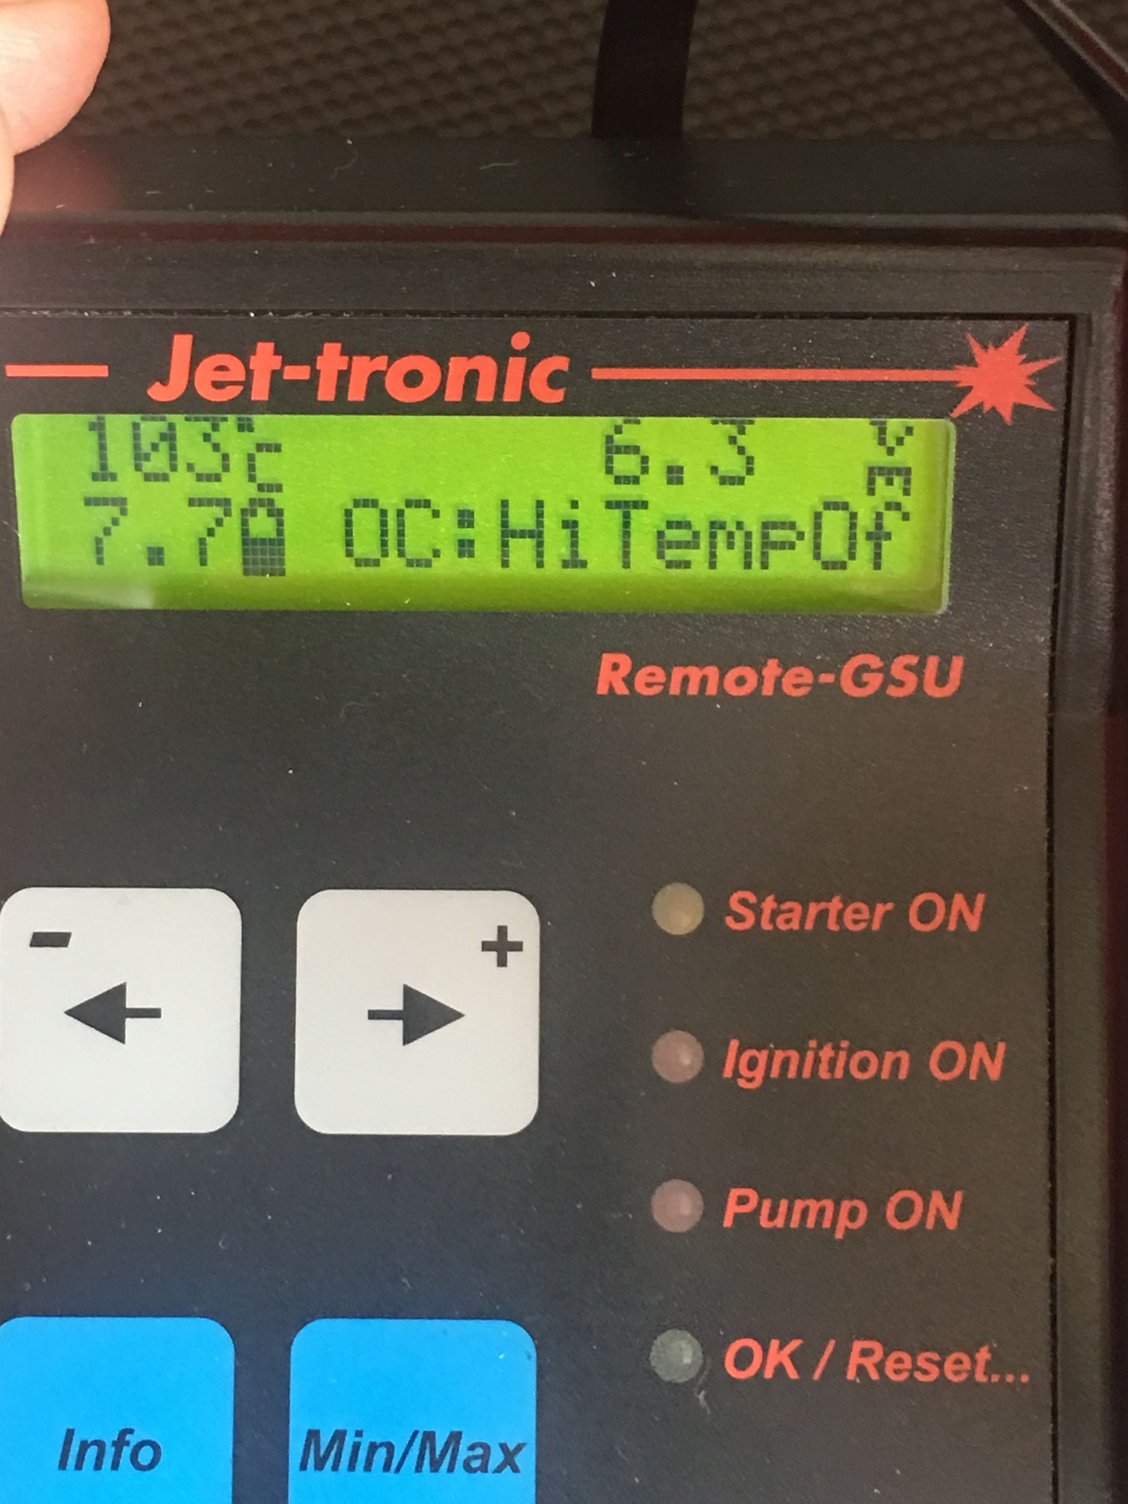 Jet-tronic
103°C 6.3
7.7 OC:HiTempOf
Remote-GSU
- +
Starter ON
Ignition ON
Pump ON
OK / Reset...
Info Min/Max